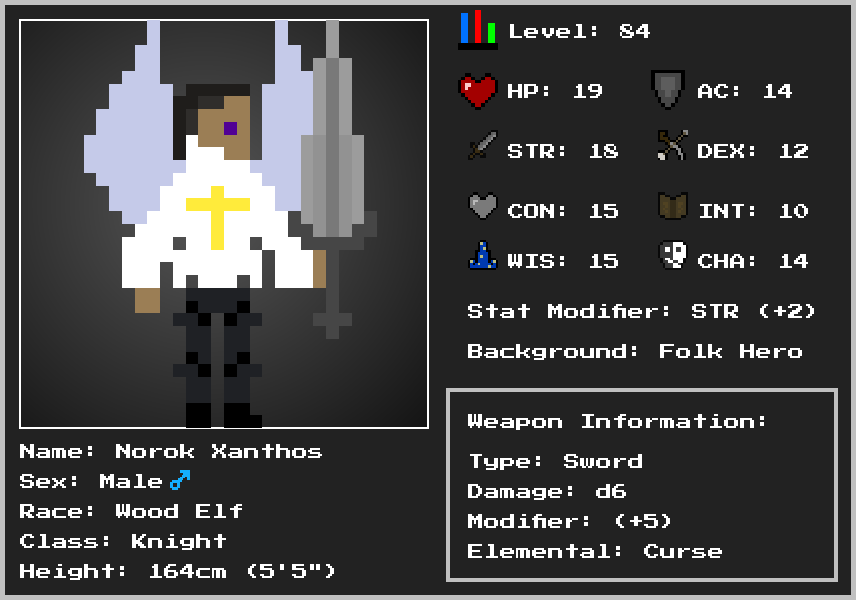 Level: 84
HP: 19 AC: 14
STR: 18 DEX: 12
CON: 15 INT: 10
WIS: 15 CHA: 14
Stat Modifier: STR (+2)
Background: Folk Hero
Weapon Information:
Type: Sword
Damage: d6
Modifier: (+5)
Elemental: Curse
Name: Norok Xanthos
Sex: Male♂
Race: Wood Elf
Class: Knight
Height: 164cm (5'5")